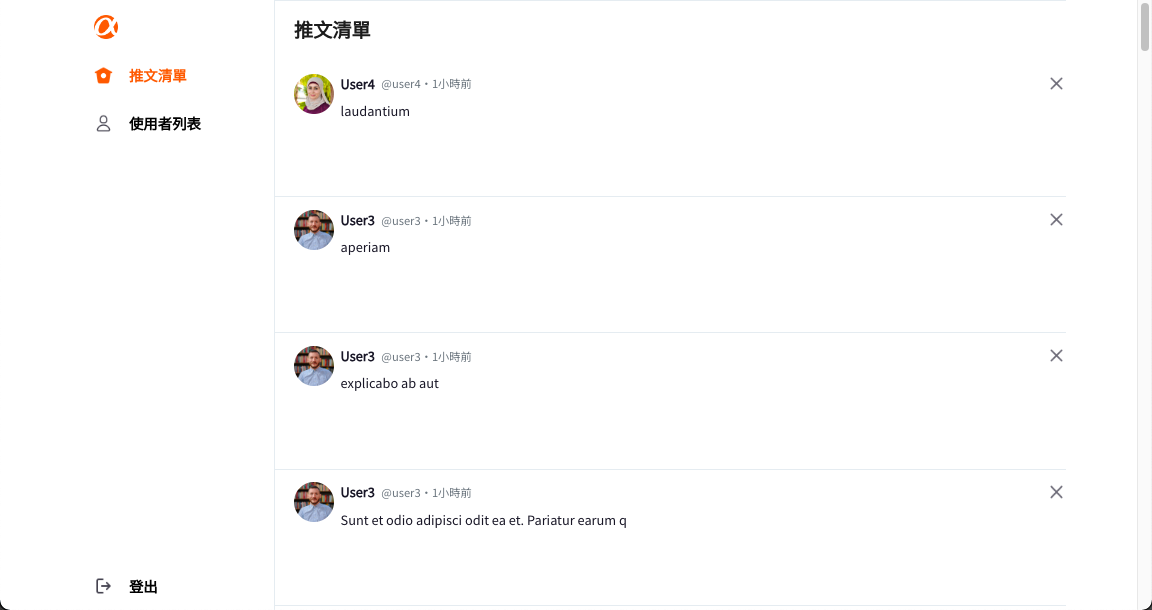 推文清單
使用者列表
登出
推文清單
User4 @user4・1小時前
laudantium
User3 @user3・1小時前
aperiam
User3 @user3・1小時前
explicabo ab aut
User3 @user3・1小時前
Sunt et odio adipisci odit ea et. Pariatur earum q